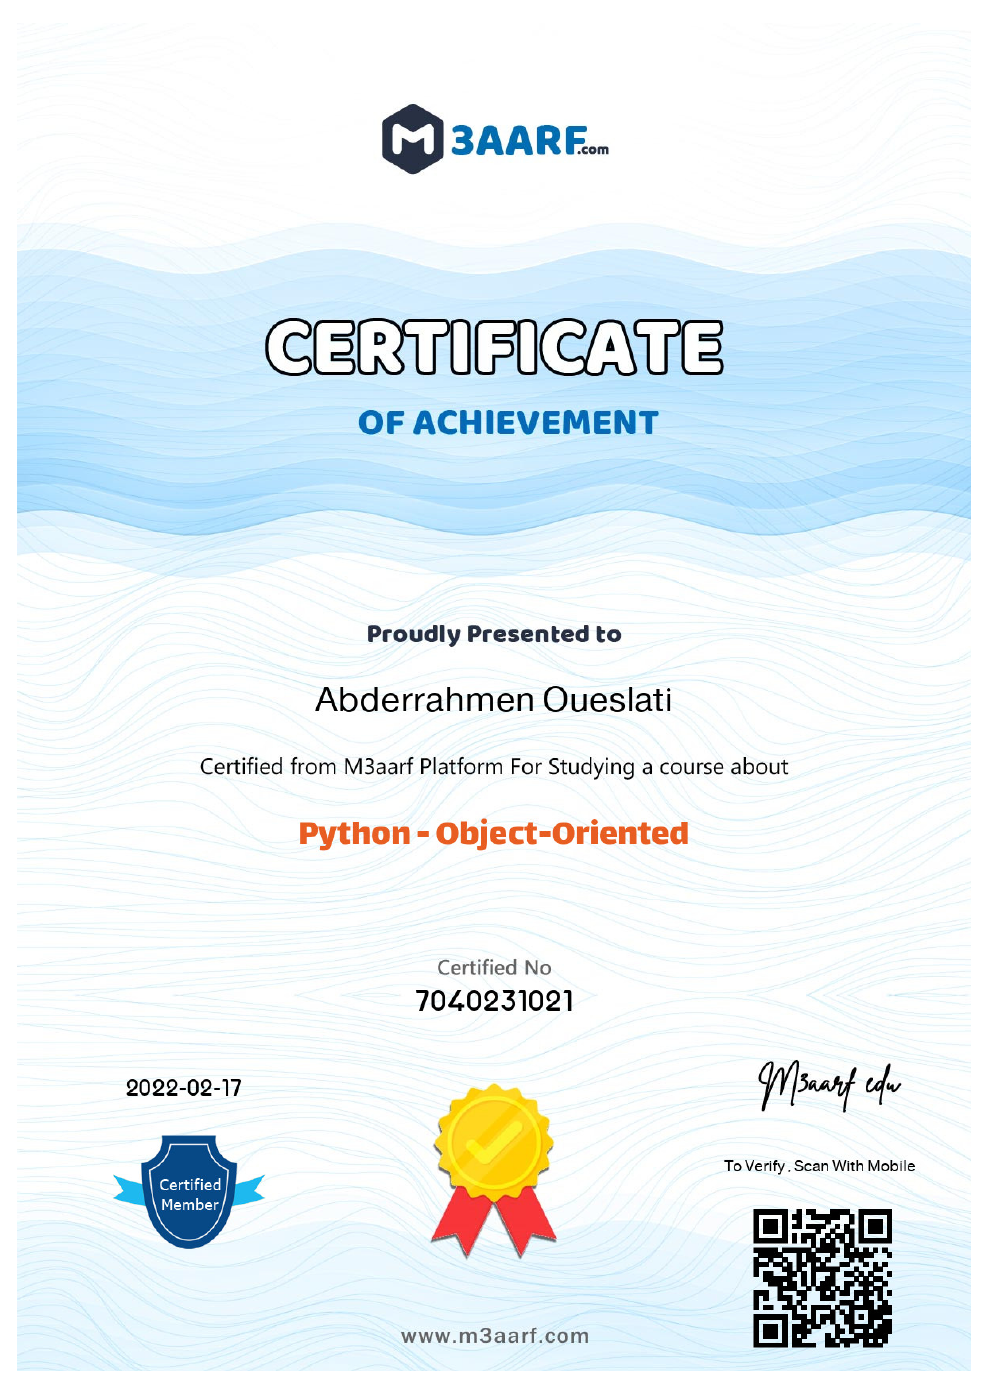 M 3AARF.com
CERTIFICATE
OF ACHIEVEMENT
Proudly Presented to
Abderrahmen Oueslati
Certified from M3aarf Platform For Studying a course about
Python - Object-Oriented
Certified No
7040231021
2022-02-17
M3aarf edu
Certified
Member
To Verify . Scan With Mobile
www.m3aarf.com